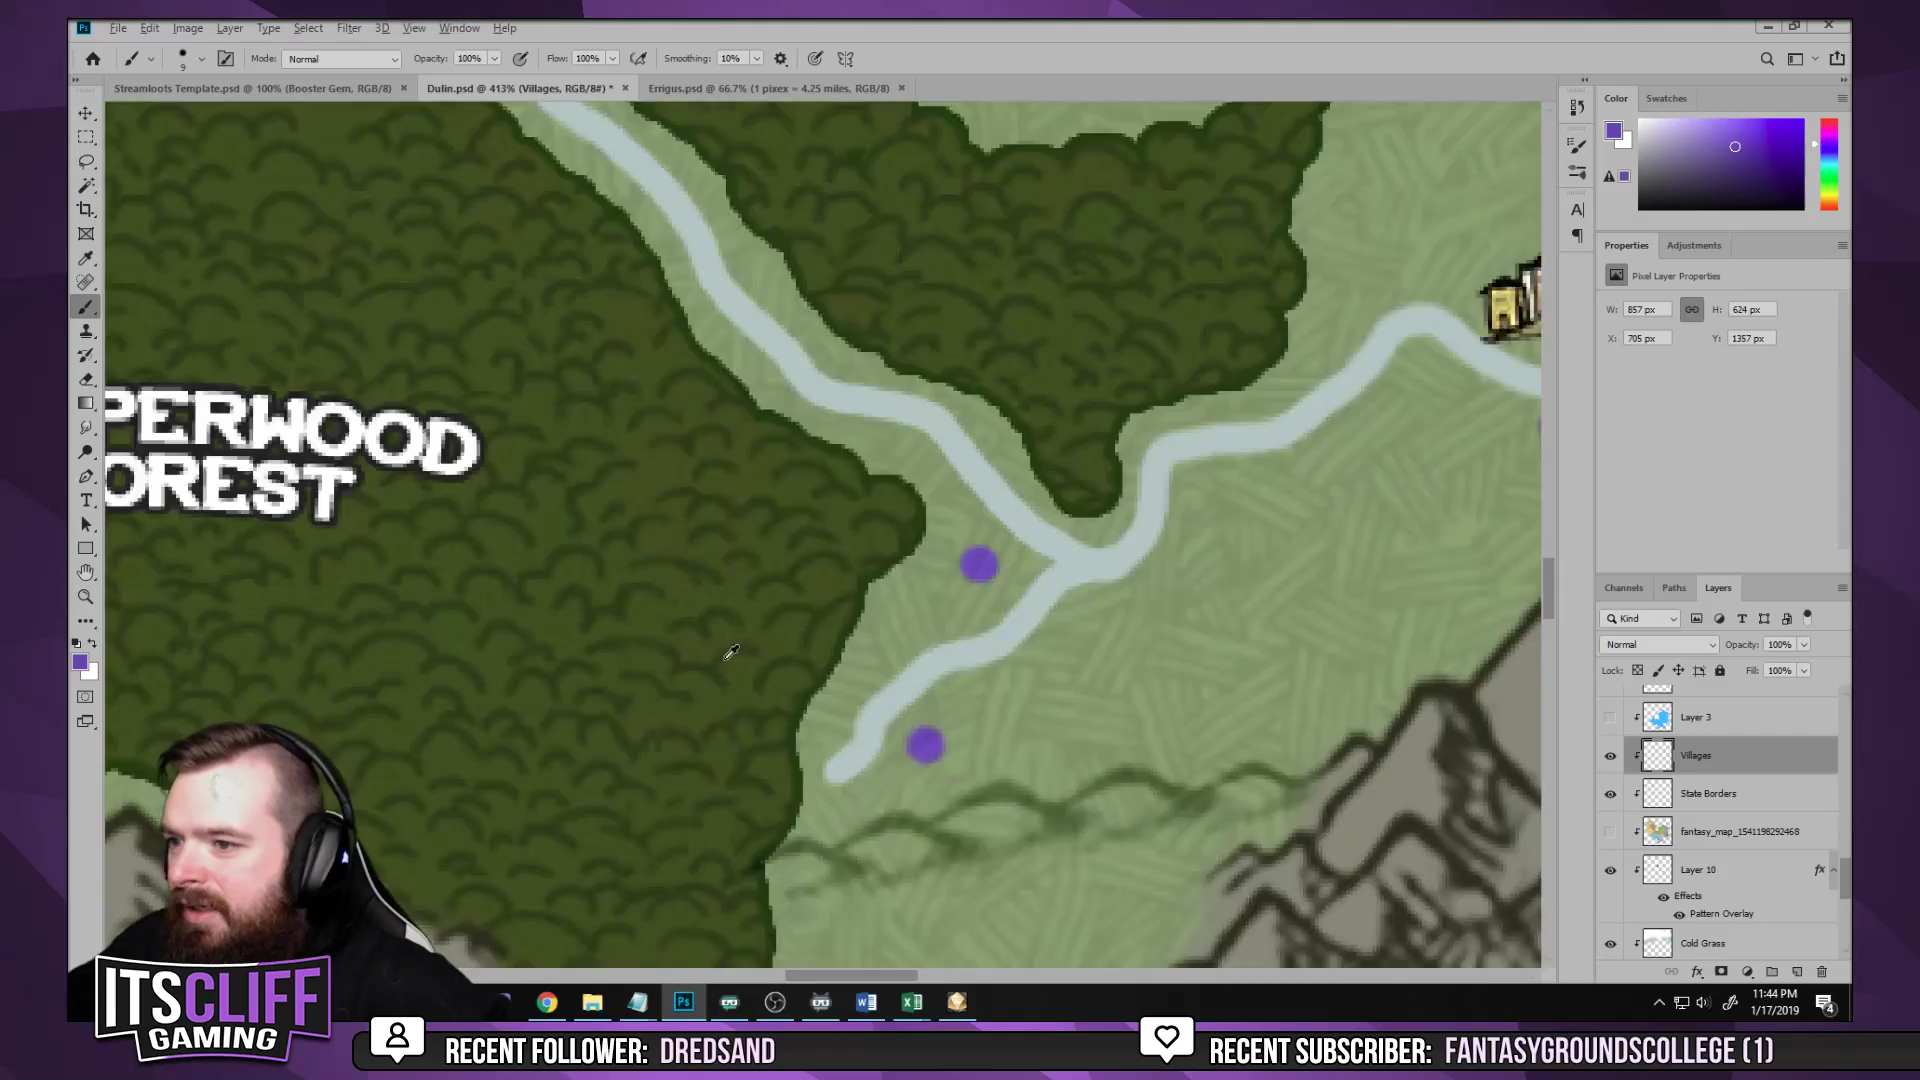 File Edit Image Layer Type Select Filter 3D View Window Help
9 Mode: Normal Opacity: 100% Flow: 100% Smoothing: 10%
Streamloots Template.psd @ 100% (Booster Gem, RGB/8) Dulin.psd @ 413% (Villages, RGB/8#) * Errigus.psd @ 66.7% (1 pixex = 4.25 miles, RGB/8)
Color Swatches
Properties Adjustments
Pixel Layer Properties
W: 857 px H: 624 px
X: 705 px Y: 1357 px
PERWOOD
OREST
Channels Paths Layers
Kind
Normal Opacity: 100%
Lock: Fill: 100%
Layer 3
Villages
State Borders
fantasy_map_1541198292468
Layer 10 fx
Effects
Pattern Overlay
Cold Grass
11:44 PM
1/17/2019
4
ITSCLIFF
GAMING
RECENT FOLLOWER: DREDSAND
RECENT SUBSCRIBER: FANTASYGROUNDSCOLLEGE (1)